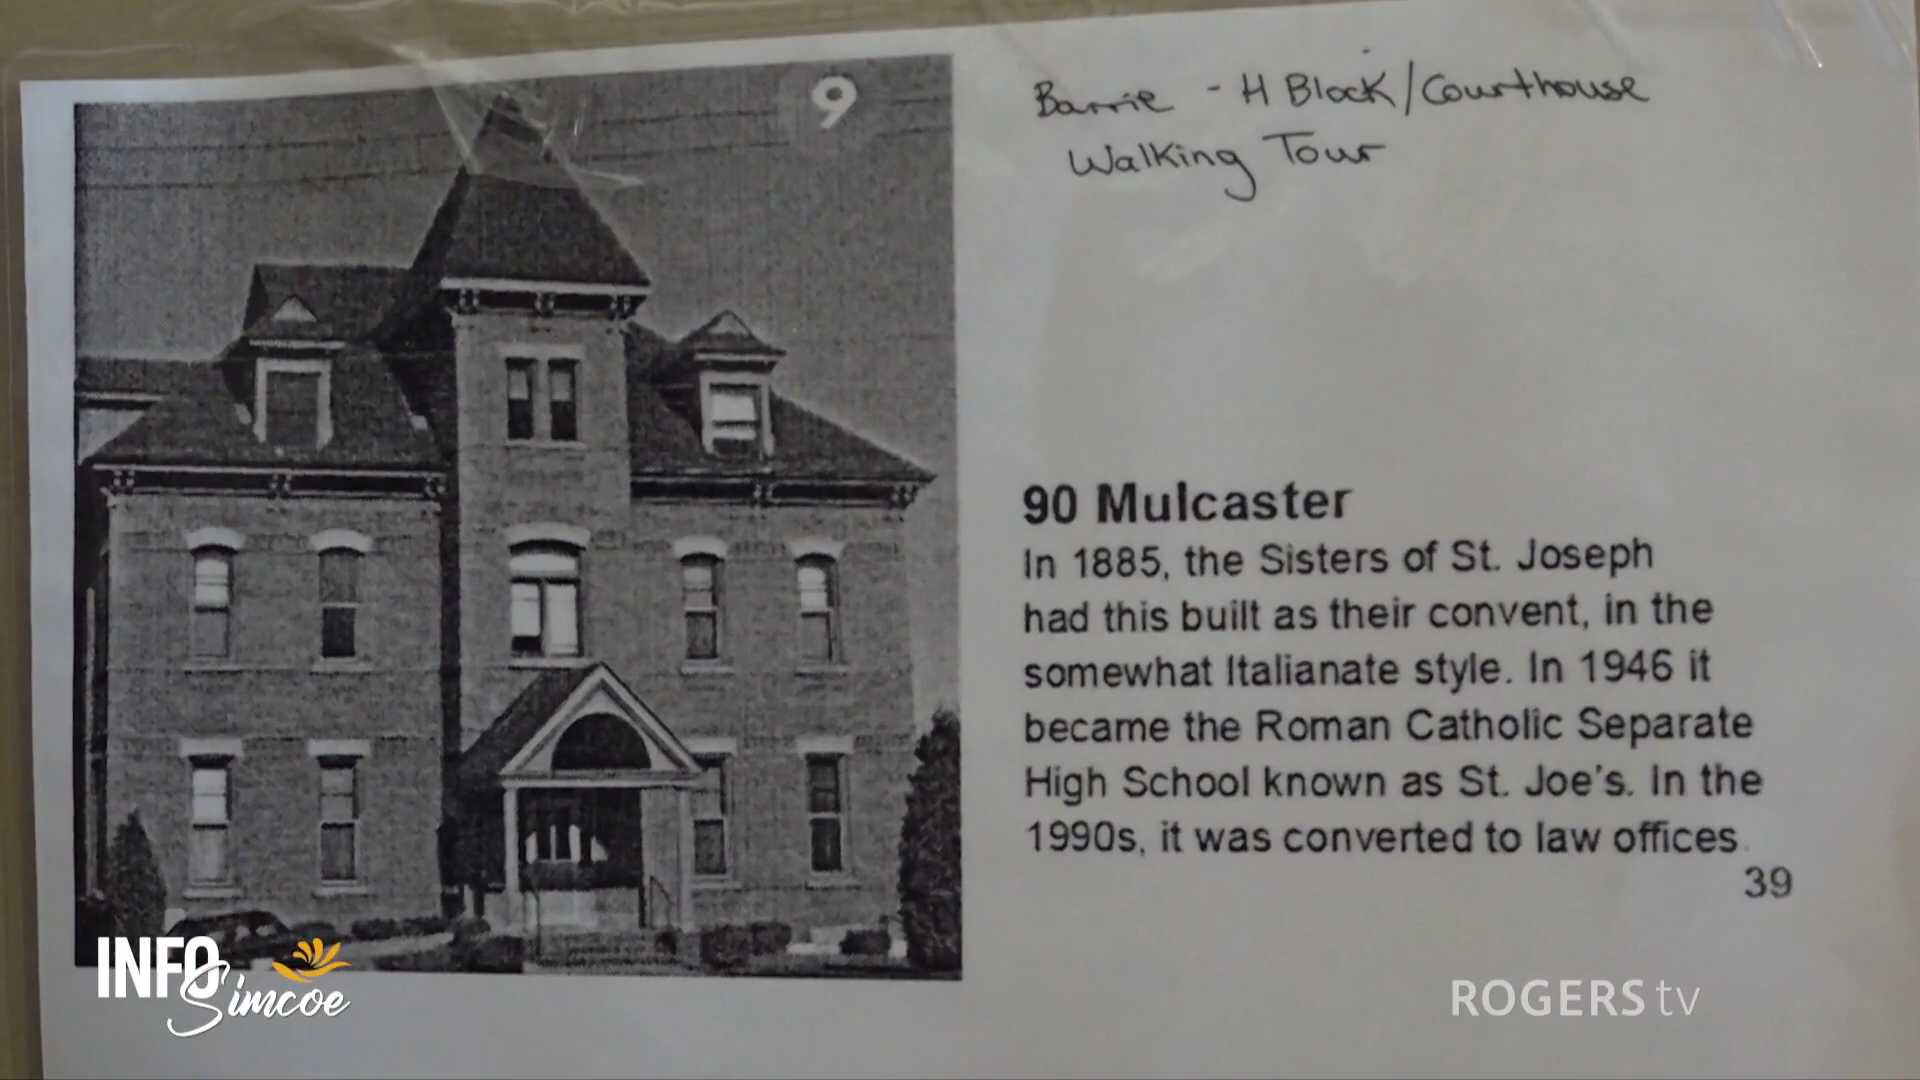 9
Barrie - H Block/Courthouse
Walking Tour
90 Mulcaster
In 1885, the Sisters of St. Joseph
had this built as their convent, in the
somewhat Italianate style. In 1946 it
became the Roman Catholic Separate
High School known as St. Joe's. In the
1990s, it was converted to law offices.
39
INFO
Simcoe
ROGERS tv